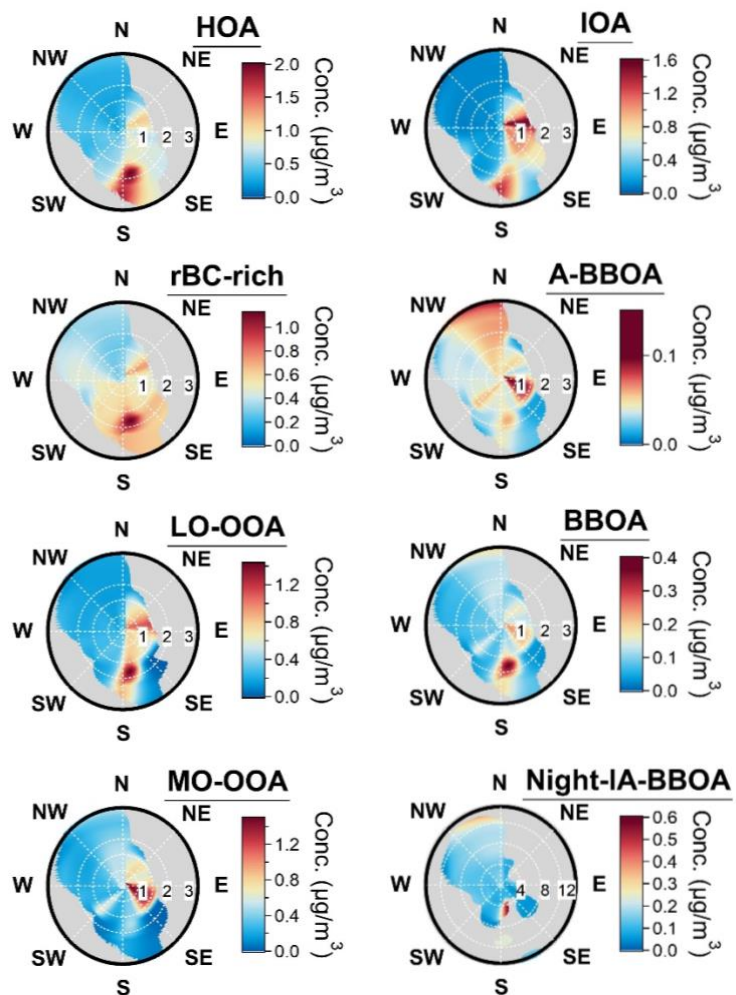 HOA
N
NW
NE
W
E
SW
SE
S
1 2 3
2.0
1.5
1.0
0.5
0.0
Conc. (µg/m³)
IOA
N
NW
NE
W
E
SW
SE
S
1 2 3
1.6
1.2
0.8
0.4
0.0
Conc. (µg/m³)
rBC-rich
N
NW
NE
W
E
SW
SE
S
1 2 3
1.0
0.8
0.6
0.4
0.2
0.0
Conc. (µg/m³)
A-BBOA
N
NW
NE
W
E
SW
SE
S
1 2 3
0.1
0.0
Conc. (µg/m³)
LO-OOA
N
NW
NE
W
E
SW
SE
S
1 2 3
1.2
0.8
0.4
0.0
Conc. (µg/m³)
BBOA
N
NW
NE
W
E
SW
SE
S
1 2 3
0.4
0.3
0.2
0.1
0.0
Conc. (µg/m³)
MO-OOA
N
NW
NE
W
E
SW
SE
S
1 2 3
1.2
0.8
0.4
0.0
Conc. (µg/m³)
Night-IA-BBOA
N
NW
NE
W
E
SW
SE
S
4 8 12
0.6
0.5
0.4
0.3
0.2
0.1
0.0
Conc. (µg/m³)